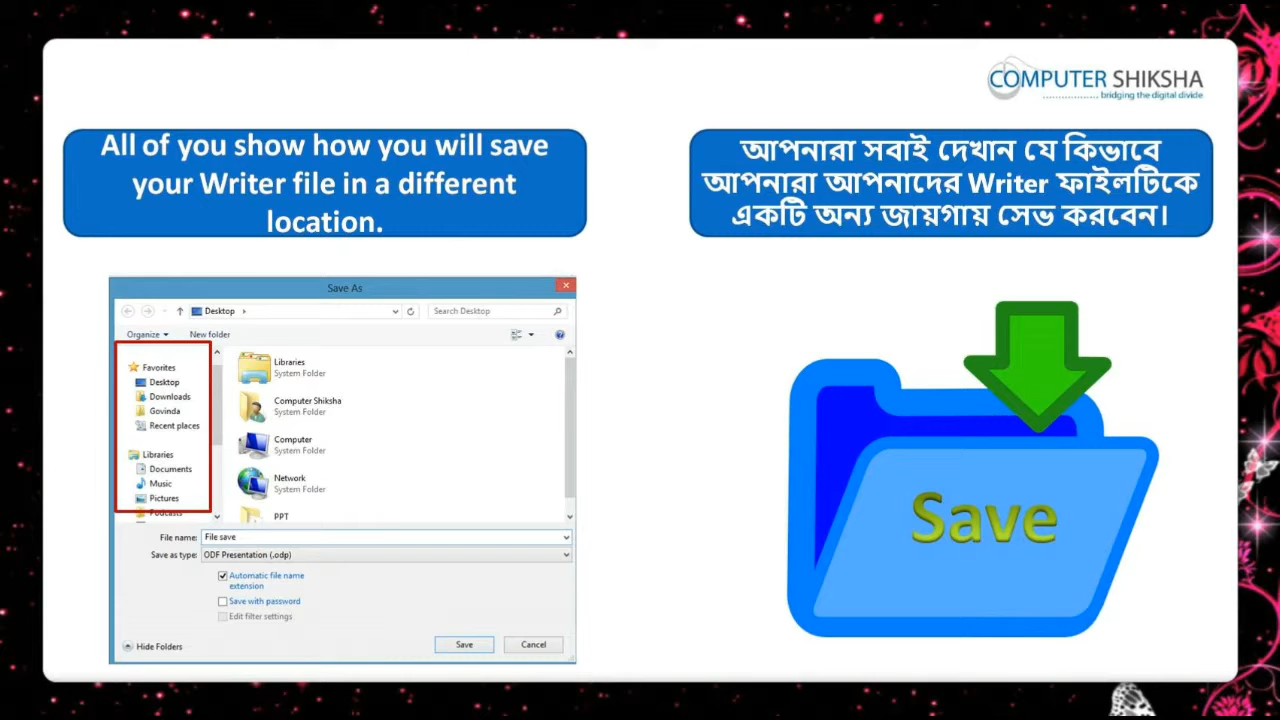 COMPUTER SHIKSHA
bridging the digital divide
All of you show how you will save
your Writer file in a different
location.
আপনারা সবাই দেখান যে কিভাবে
আপনারা আপনাদের Writer ফাইলটিকে
একটি অন্য জায়গায় সেভ করবেন।
Save As
Desktop
Search Desktop
Organize
New folder
Favorites
Desktop
Downloads
Govinda
Recent places
Libraries
Documents
Music
Pictures
Podcasts
Libraries
System Folder
Computer Shiksha
System Folder
Computer
System Folder
Network
System Folder
PPT
File name: File save
Save as type: ODF Presentation (.odp)
Automatic file name
extension
Save with password
Edit filter settings
Hide Folders
Save
Cancel
Save